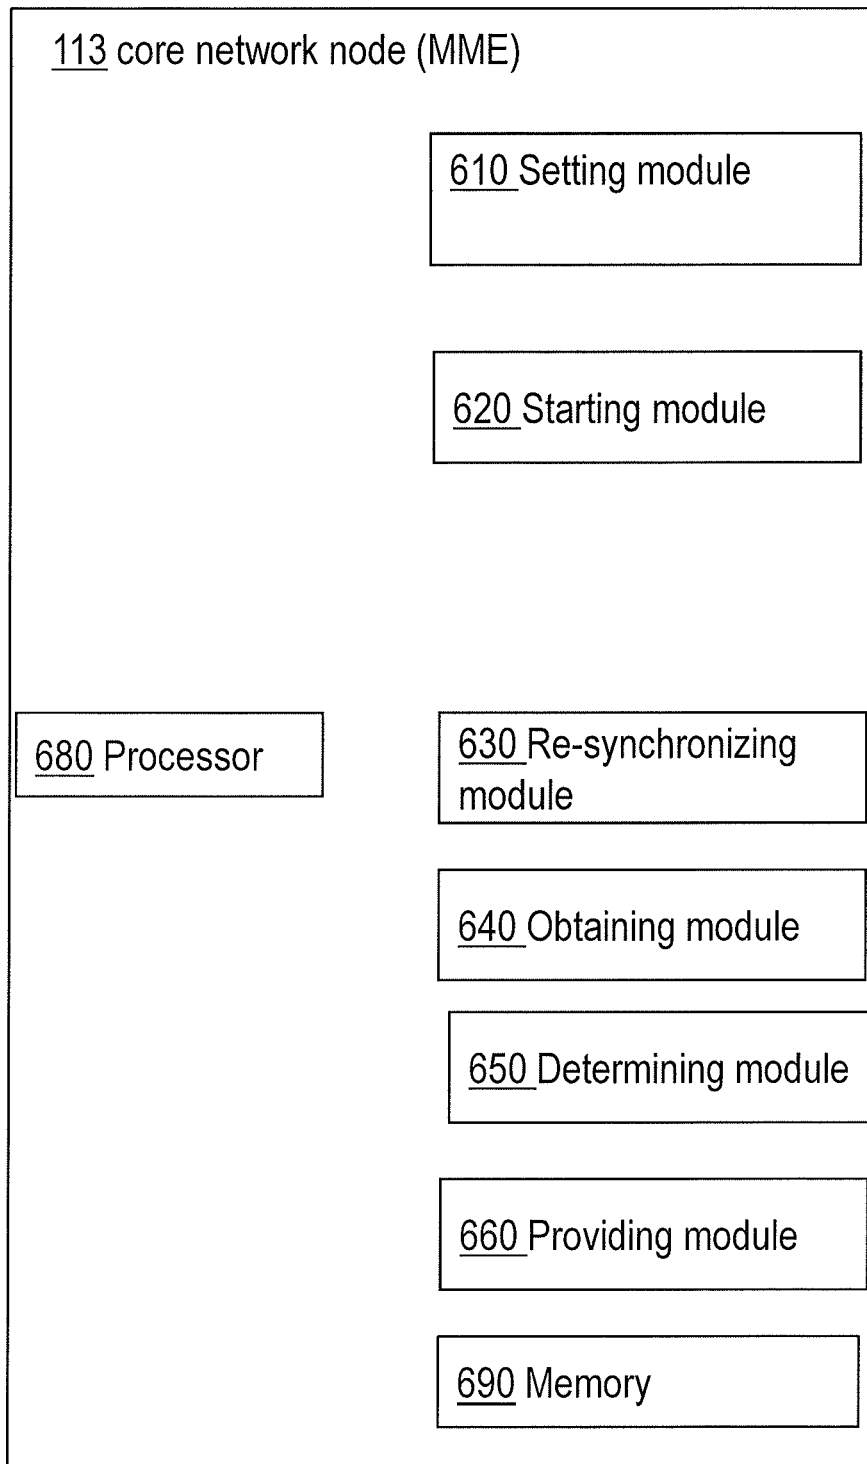 113 core network node (MME)
610 Setting module
620 Starting module
680 Processor
630 Re-synchronizing
module
640 Obtaining module
650 Determining module
660 Providing module
690 Memory